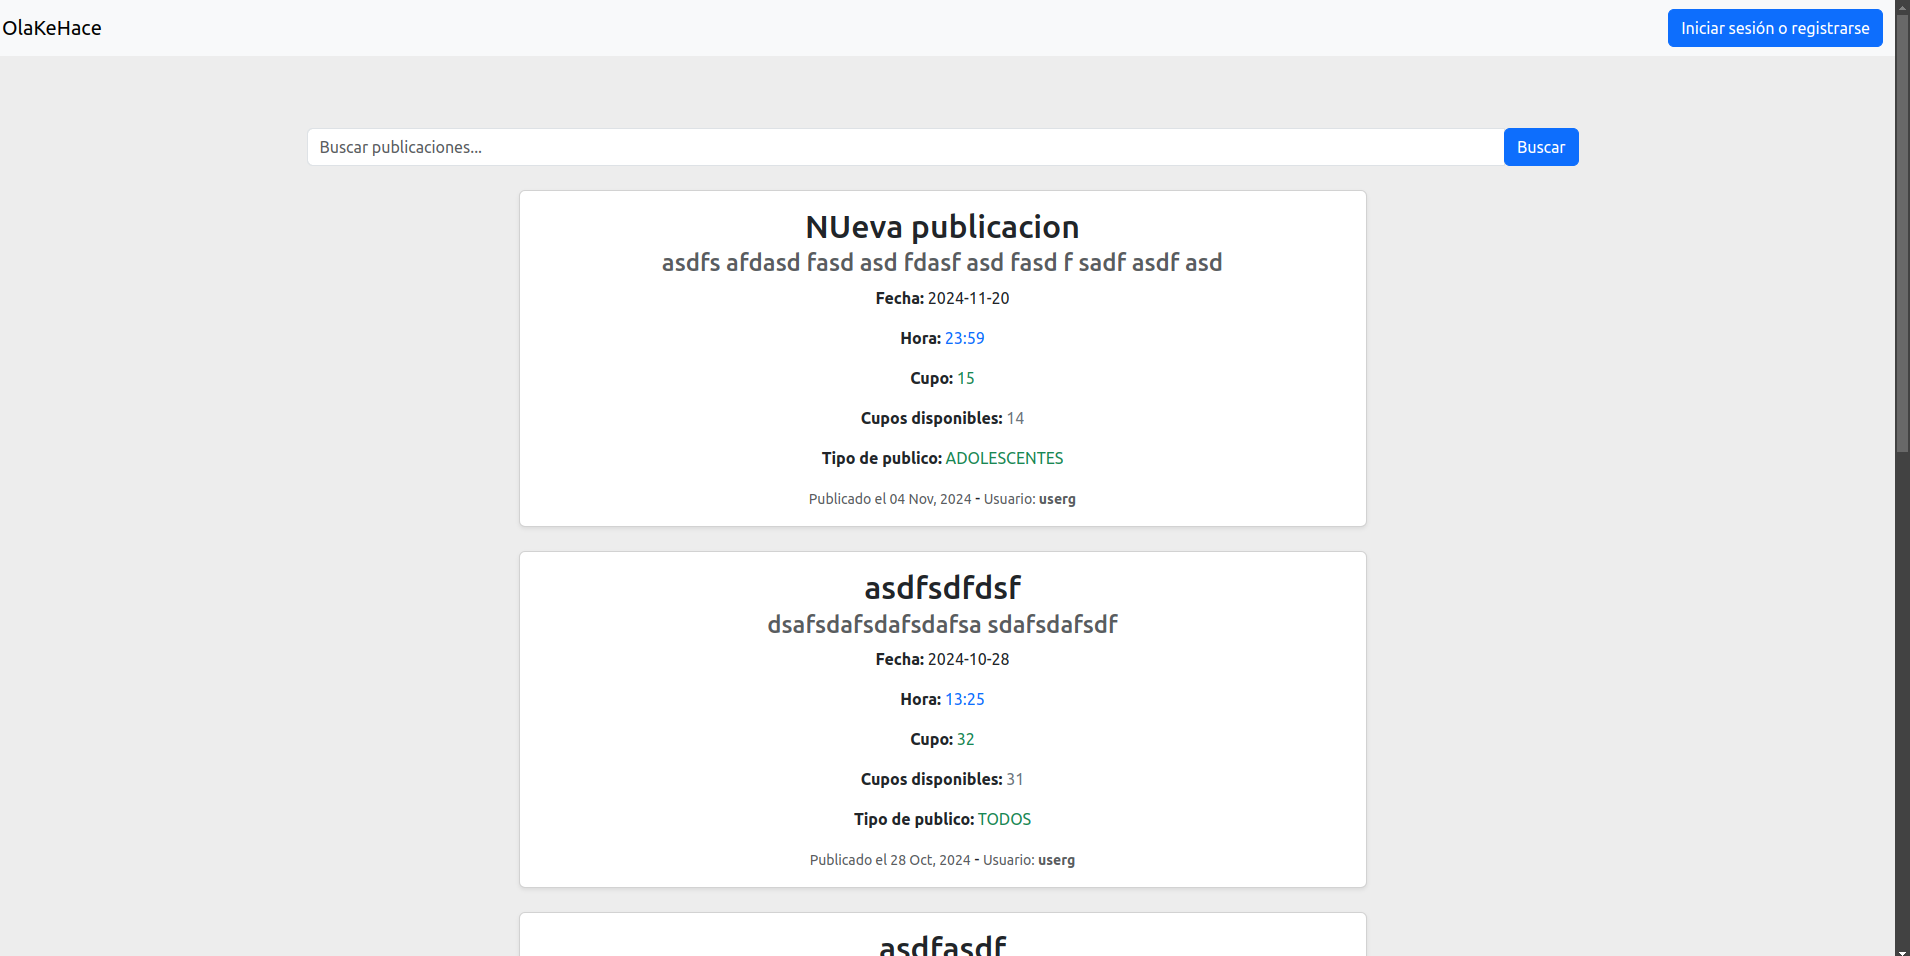 OlaKeHace
Iniciar sesión o registrarse
Buscar publicaciones...
Buscar
NUeva publicacion
asdfs afdasd fasd asd fdasf asd fasd f sadf asdf asd
Fecha: 2024-11-20
Hora: 23:59
Cupo: 15
Cupos disponibles: 14
Tipo de publico: ADOLESCENTES
Publicado el 04 Nov, 2024 - Usuario: userg
asdfsdfdsf
dsafsdafsdafsdafsa sdafsdafsdf
Fecha: 2024-10-28
Hora: 13:25
Cupo: 32
Cupos disponibles: 31
Tipo de publico: TODOS
Publicado el 28 Oct, 2024 - Usuario: userg
asdfasdf